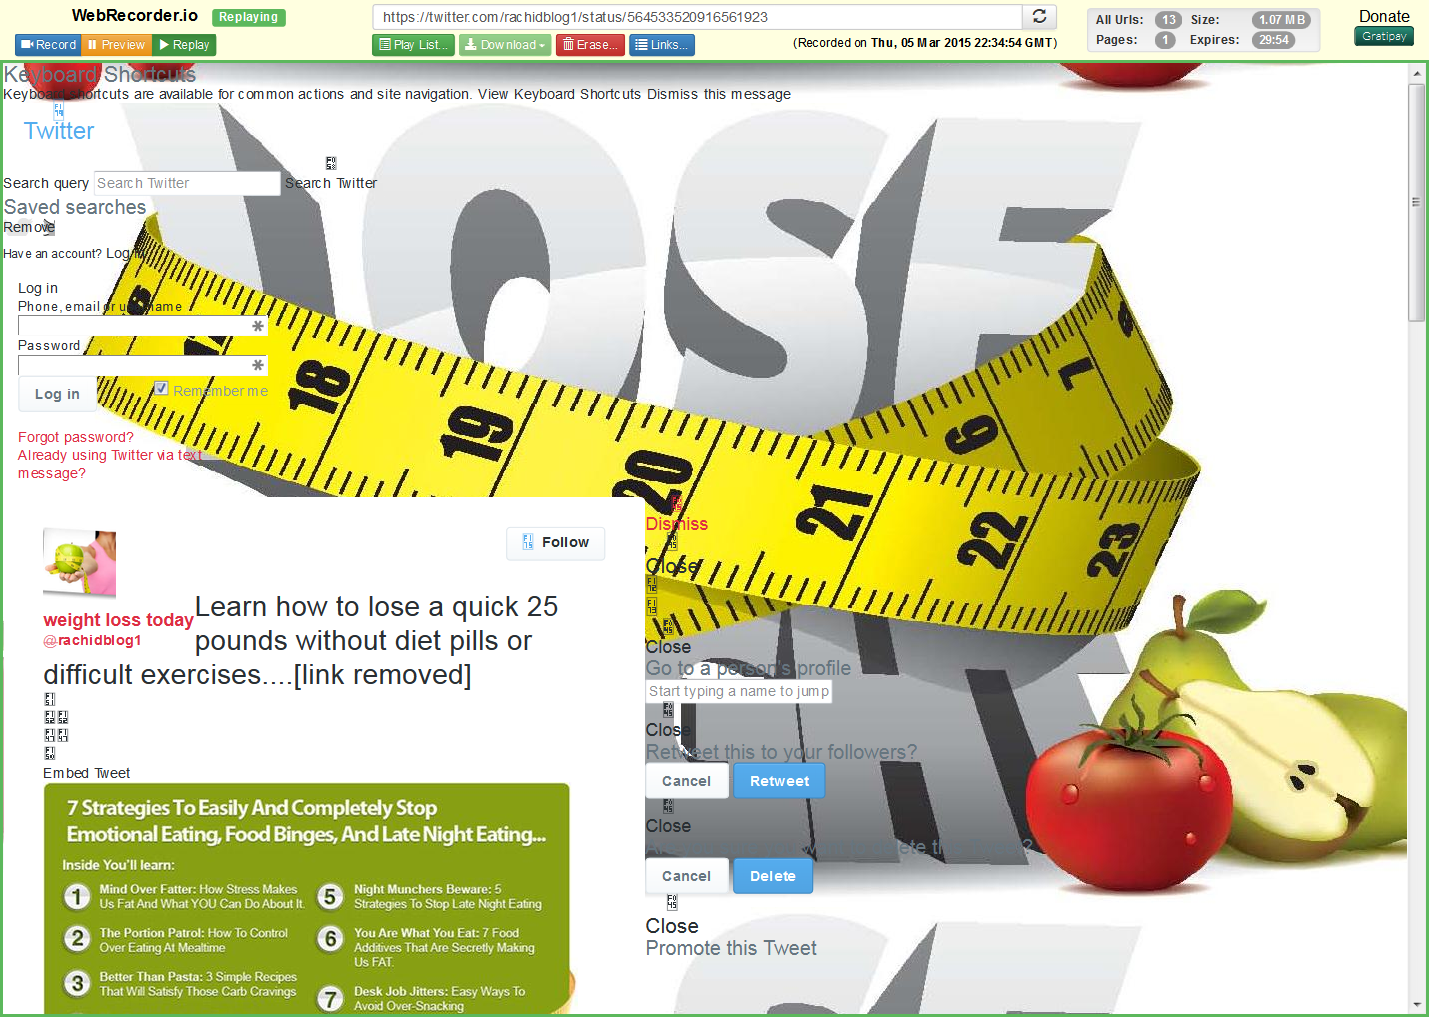 WebRecorder.io Replaying
https://twitter.com/rachidblog1/status/564533520916561923
All Urls: 13 Size: 1.07 MB
Pages: 1 Expires: 29:54
Donate
Gratipay
Record Preview Replay
Play List... Download Erase... Links...
(Recorded on Thu, 05 Mar 2015 22:34:54 GMT)
Keyboard Shortcuts
Keyboard shortcuts are available for common actions and site navigation. View Keyboard Shortcuts Dismiss this message
Twitter
Search query Search Twitter Search Twitter
Saved searches
Remove
Have an account? Log in
Log in
Phone, email or username
Password
Log in Remember me
Forgot password?
Already using Twitter via text
message?
LOSE
18
19
20
21
22
23
6
7
8
Follow
weight loss today
@rachidblog1
Learn how to lose a quick 25
pounds without diet pills or
difficult exercises....[link removed]
Embed Tweet
7 Strategies To Easily And Completely Stop
Emotional Eating, Food Binges, And Late Night Eating...
Inside You'll learn:
1 Mind Over Fatter: How Stress Makes
Us Fat And What YOU Can Do About It.
2 The Portion Patrol: How To Control
Over Eating At Mealtime
3 Better Than Pasta: 3 Simple Recipes
That Will Satisfy Those Carb Cravings
5 Night Munchers Beware: 5
Strategies To Stop Late Night Eating
6 You Are What You Eat: 7 Food
Additives That Are Secretly Making
Us FAT.
7 Desk Job Jitters: Easy Ways To
Avoid Over-Snacking
Dismiss
Close
Close
Go to a person's profile
Start typing a name to jump
Close
Retweet this to your followers?
Cancel Retweet
Close
Cancel Delete
Close
Promote this Tweet